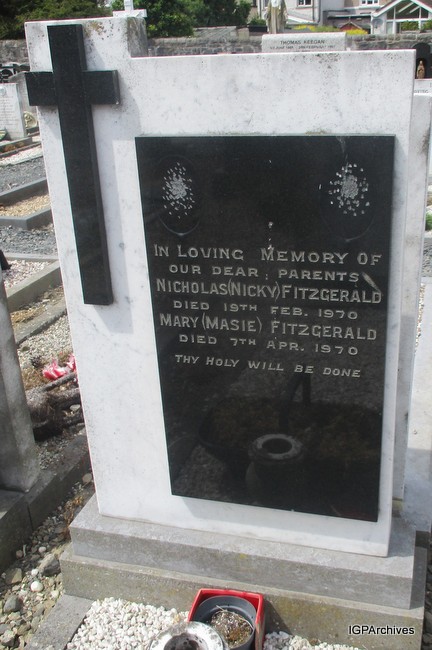 THOMAS KEEGAN
IN LOVING MEMORY OF
OUR DEAR PARENTS
NICHOLAS (NICKY) FITZGERALD
DIED 19TH FEB. 1970
MARY (MASIE) FITZGERALD
DIED 7TH APR. 1970
THY HOLY WILL BE DONE
IGPArchives